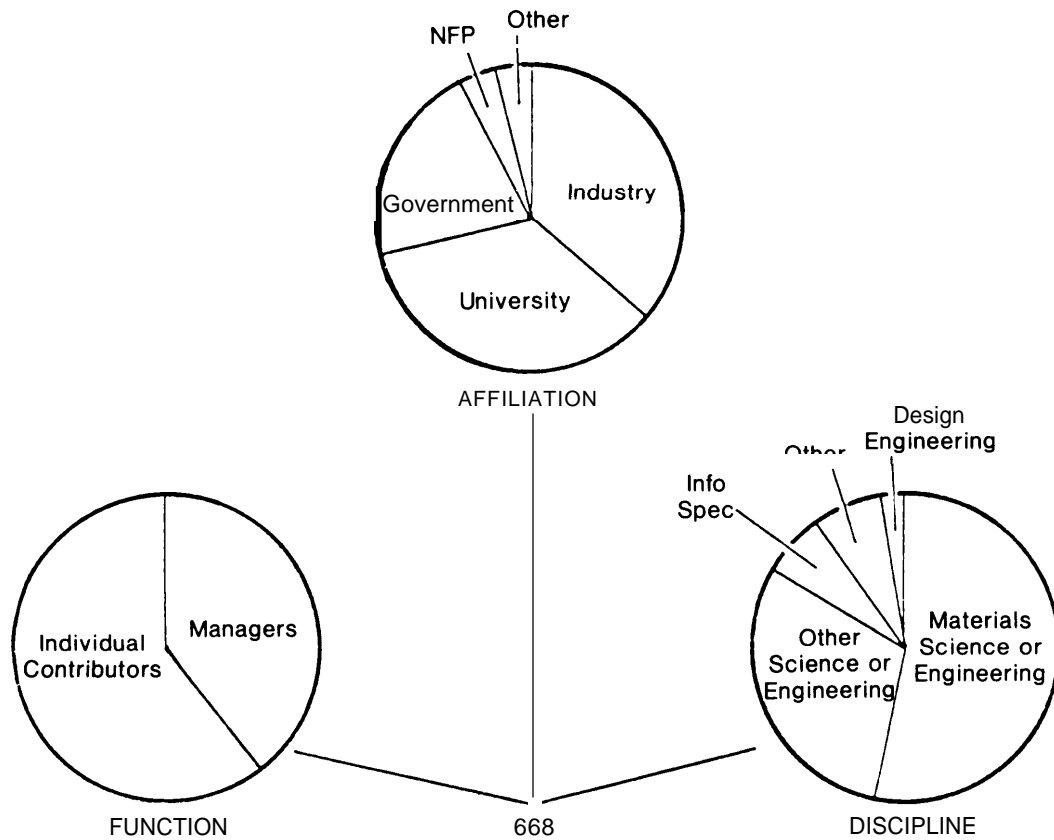 Other
NFP
Industry
Government
University
AFFILIATION
Design
Engineering
Other
Info
Spec
Managers
Individual
Contributors
Materials
Science or
Engineering
Other
Science or
Engineering
FUNCTION
668
DISCIPLINE